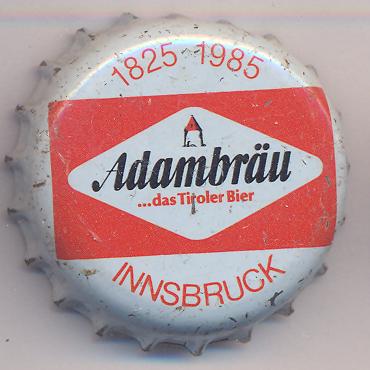 1825 1985
Adambräu
...das Tiroler Bier
INNSBRUCK